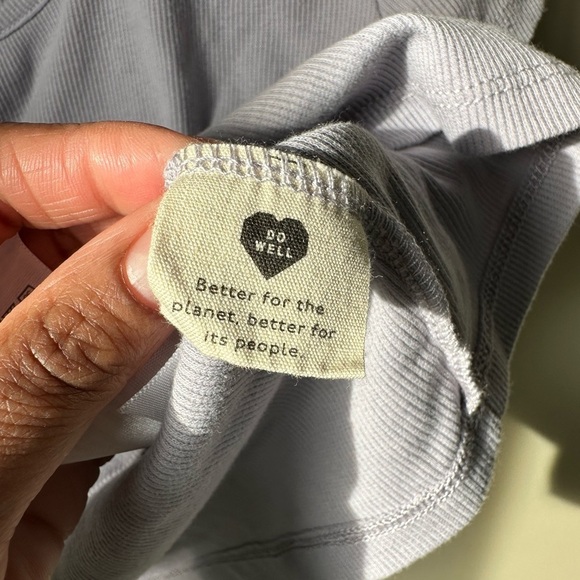 DO
WELL
Better for the
planet, better for
its people.